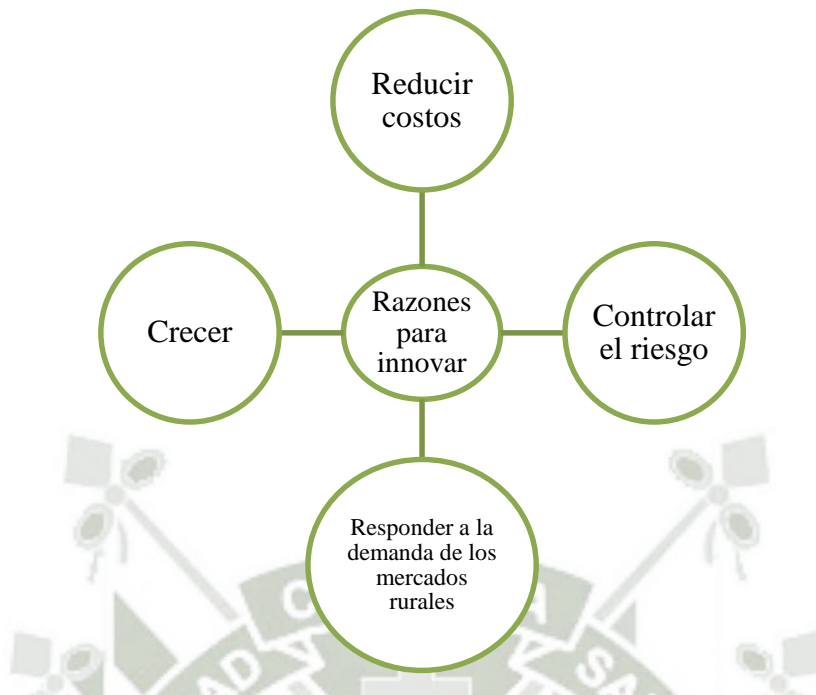 Reducir
costos
Crecer
Razones
para
innovar
Controlar
el riesgo
Responder a la
demanda de los
mercados
rurales